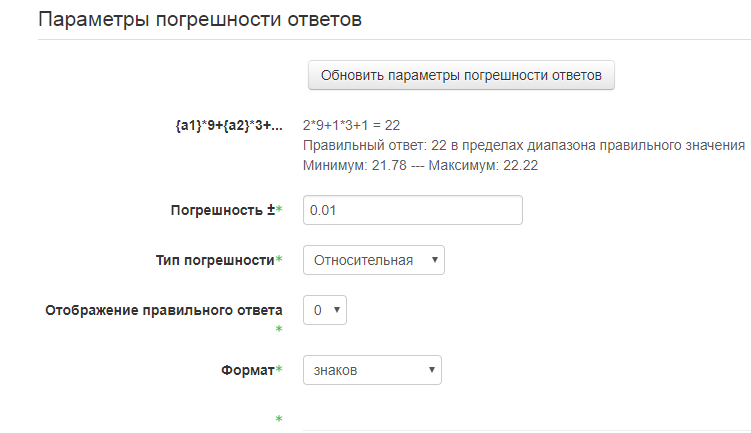 Параметры погрешности ответов
Обновить параметры погрешности ответов
{a1}*9+{a2}*3+... 2*9+1*3+1 = 22
Правильный ответ: 22 в пределах диапазона правильного значения
Минимум: 21.78 --- Максимум: 22.22
Погрешность ±* 0.01
Тип погрешности* Относительная
Отображение правильного ответа 0
*
Формат* знаков
*